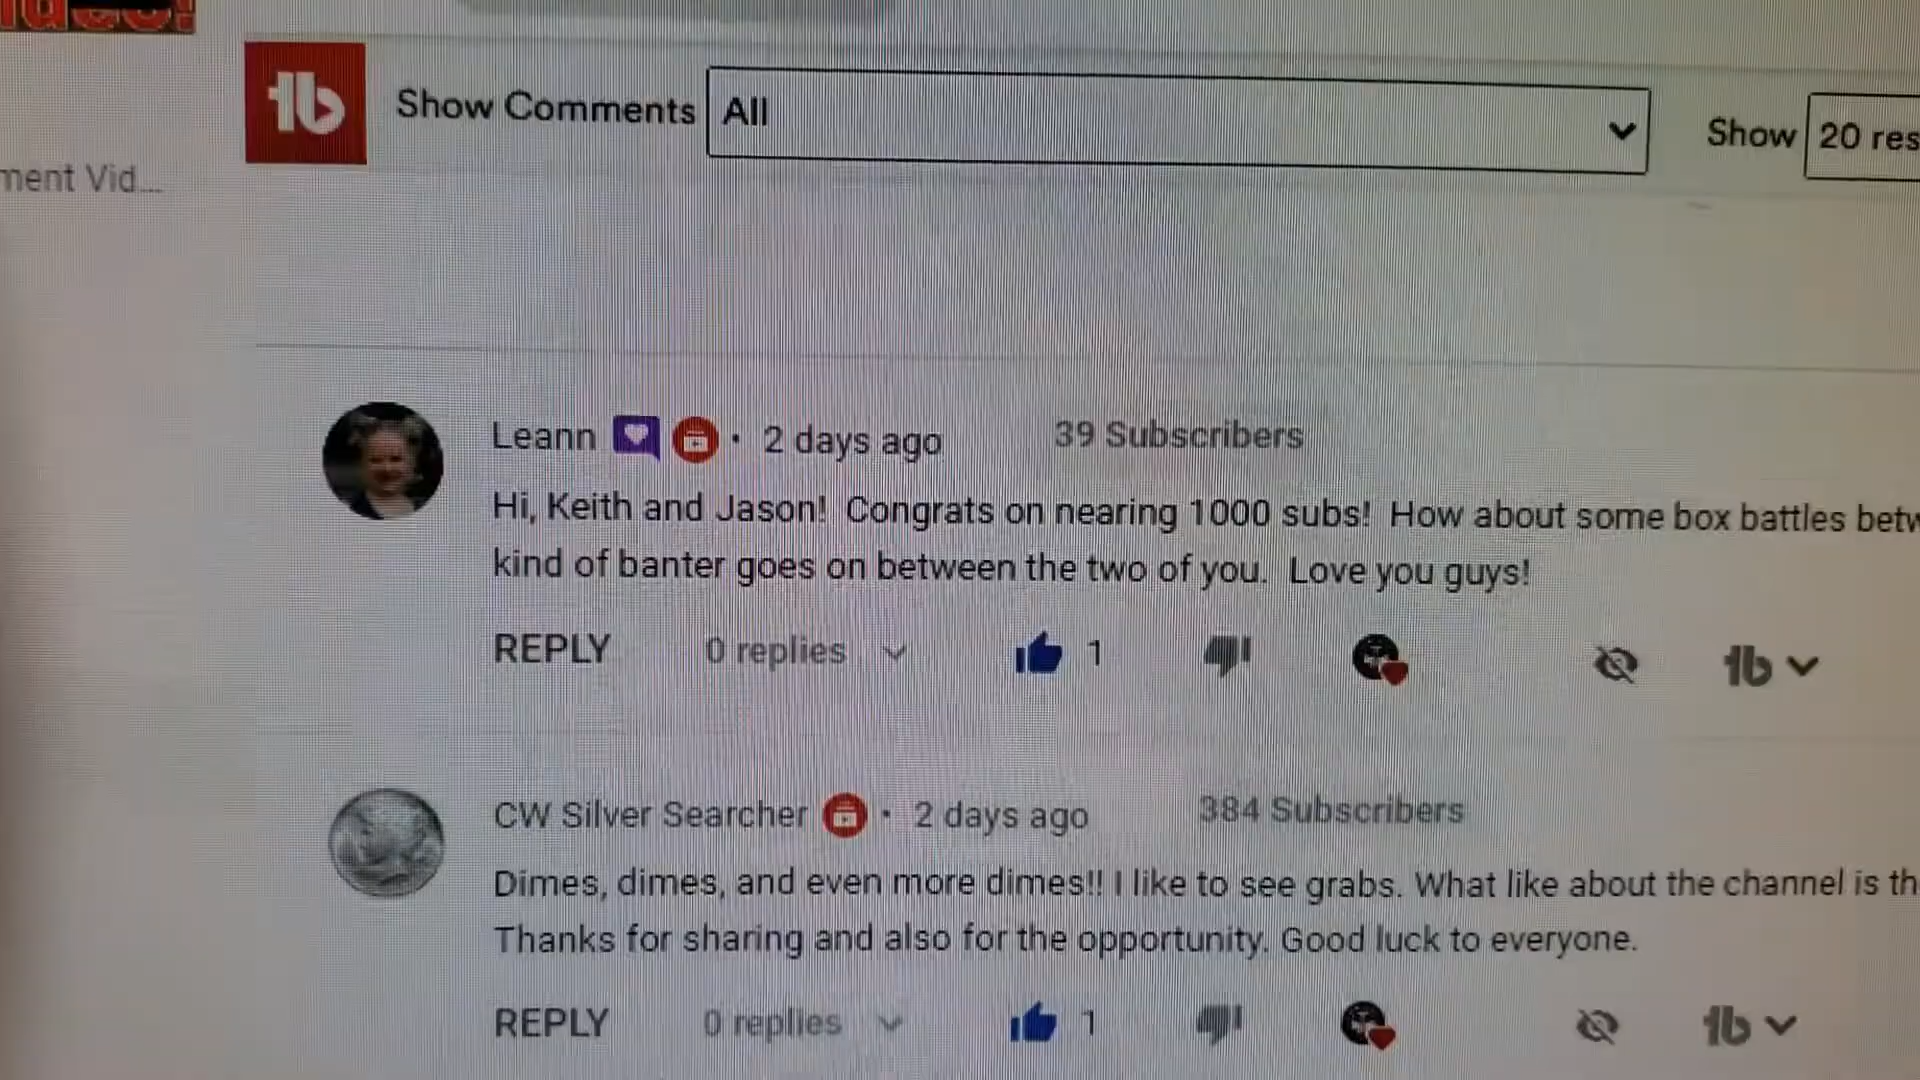 tb Show Comments All Show 20 res
ment Vid...
Leann · 2 days ago 39 Subscribers
Hi, Keith and Jason! Congrats on nearing 1000 subs! How about some box battles betw
kind of banter goes on between the two of you. Love you guys!
REPLY 0 replies 1 tb
CW Silver Searcher · 2 days ago 384 Subscribers
Dimes, dimes, and even more dimes!! I like to see grabs. What like about the channel is th
Thanks for sharing and also for the opportunity. Good luck to everyone.
REPLY 0 replies 1 tb